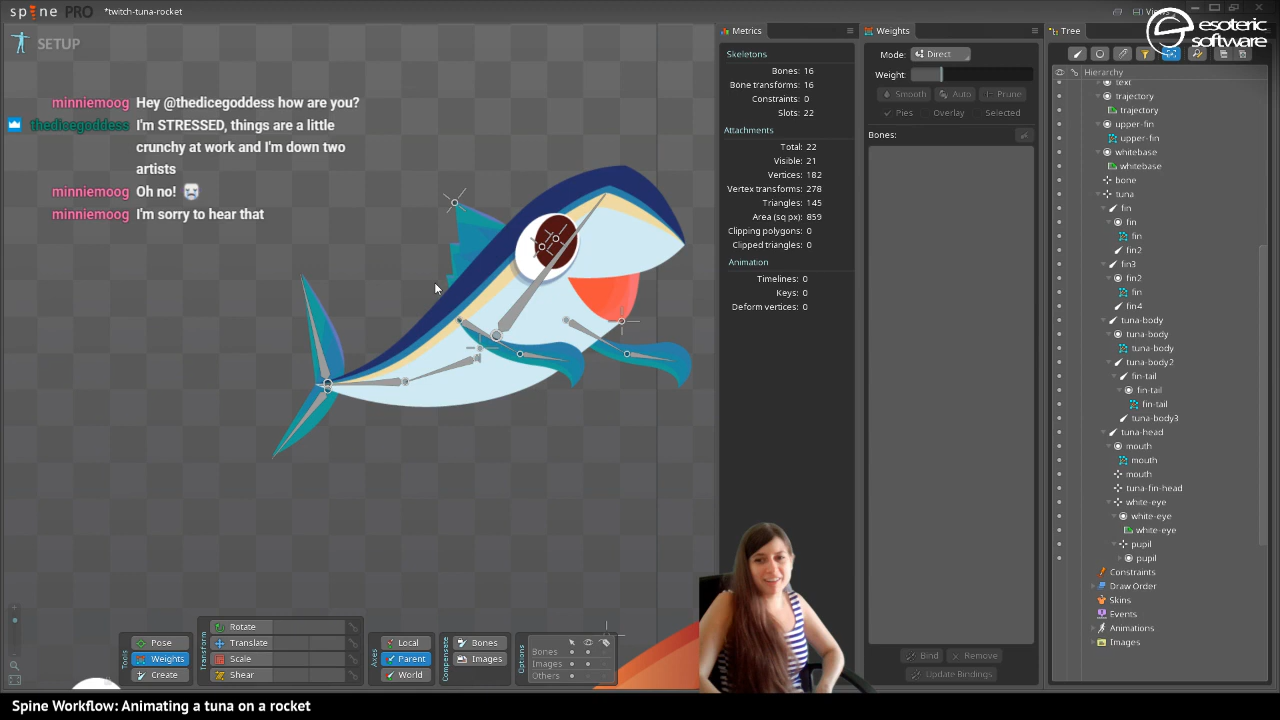 spine PRO
*twitch-tuna-rocket
Views
esoteric
software
SETUP
minniemoog Hey @thedicegoddess how are you?
thedicegoddess I'm STRESSED, things are a little
crunchy at work and I'm down two
artists
minniemoog Oh no!
minniemoog I'm sorry to hear that
Metrics
Skeletons
Bones: 16
Bone transforms: 16
Constraints: 0
Slots: 22
Attachments
Total: 22
Visible: 21
Vertices: 182
Vertex transforms: 278
Triangles: 145
Area (sq px): 859
Clipping polygons: 0
Clipped triangles: 0
Animation
Timelines: 0
Keys: 0
Deform vertices: 0
Weights
Mode: Direct
Weight:
Smooth Auto Prune
Pies Overlay Selected
Bones:
Bind Remove
Update Bindings
Tree
Hierarchy
text
trajectory
trajectory
upper-fin
upper-fin
whitebase
whitebase
bone
tuna
fin
fin
fin
fin2
fin3
fin2
fin
fin4
tuna-body
tuna-body
tuna-body
tuna-body2
fin-tail
fin-tail
fin-tail
tuna-body3
tuna-head
mouth
mouth
mouth
tuna-fin-head
white-eye
white-eye
white-eye
pupil
pupil
Constraints
Draw Order
Skins
Events
Animations
Images
Tools
Pose
Weights
Create
Transform
Rotate
Translate
Scale
Shear
Axes
Local
Parent
World
Compensate
Bones
Images
Options
Bones
Images
Others
Spine Workflow: Animating a tuna on a rocket